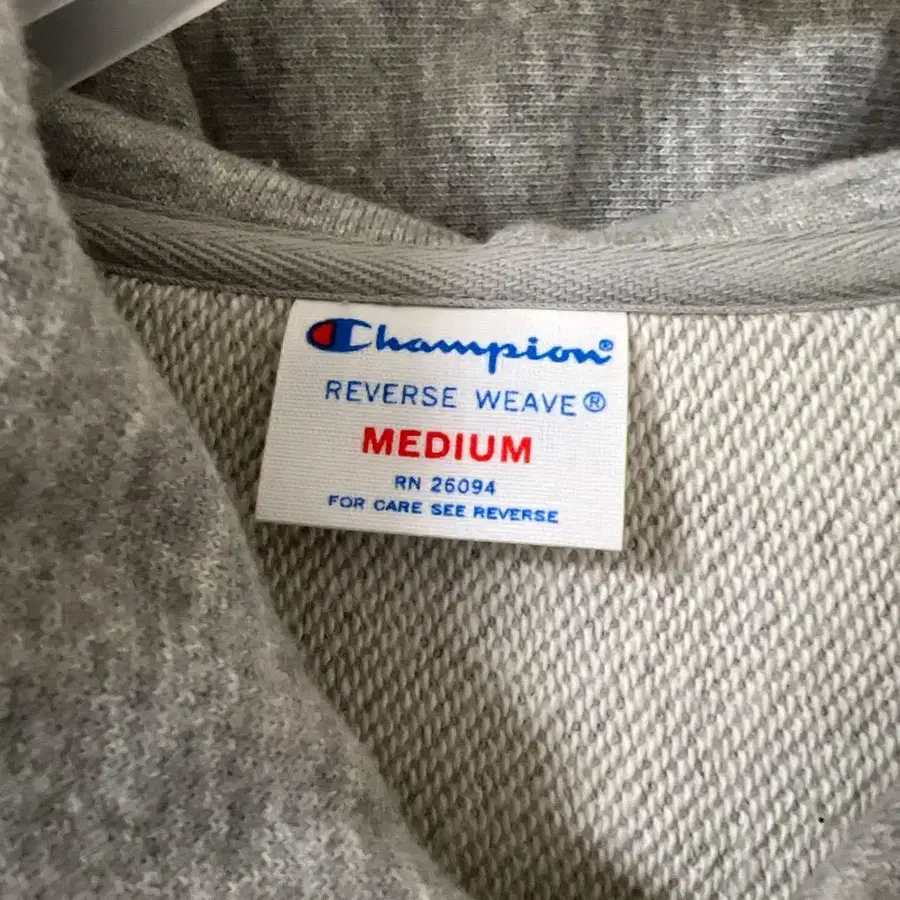 Champion®
REVERSE WEAVE®
MEDIUM
RN 26094
FOR CARE SEE REVERSE